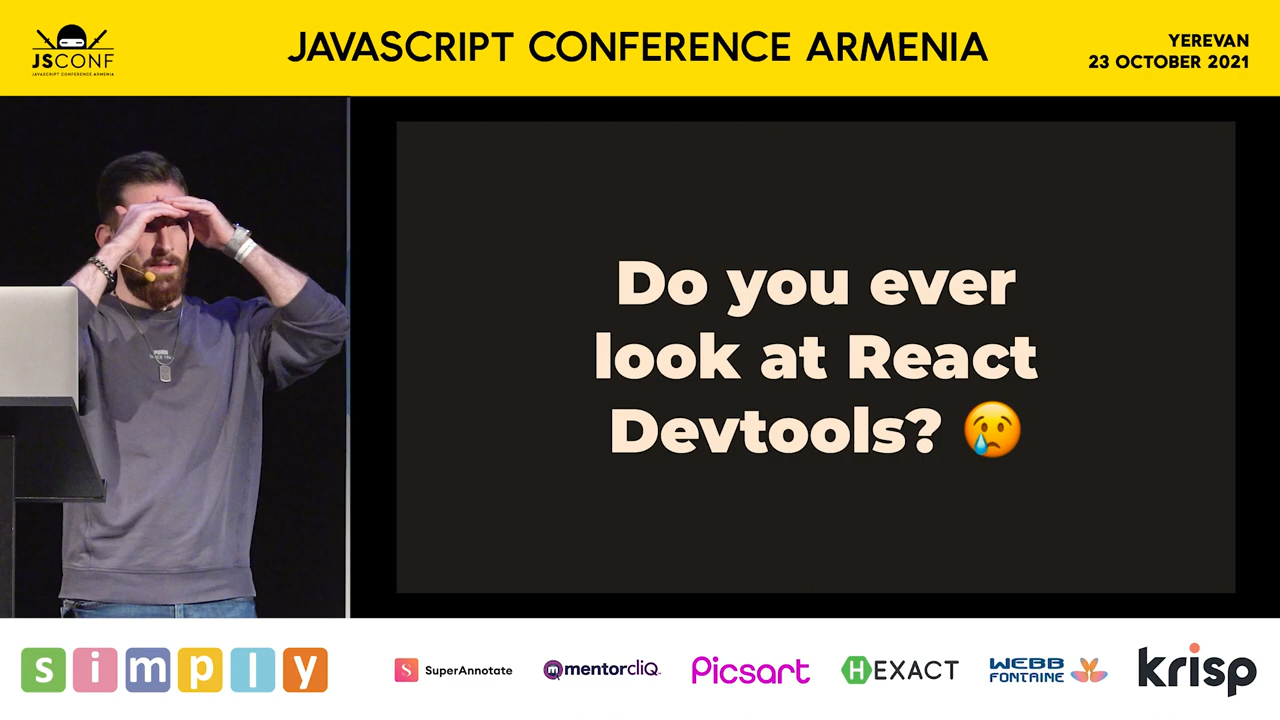 JSCONF
JAVASCRIPT CONFERENCE ARMENIA
JAVASCRIPT CONFERENCE ARMENIA
YEREVAN
23 OCTOBER 2021
Do you ever
look at React
Devtools? 😢
simply
S SuperAnnotate
m mentorcliQ
Picsart
H HEXACT
WEBB
FONTAINE
krisp